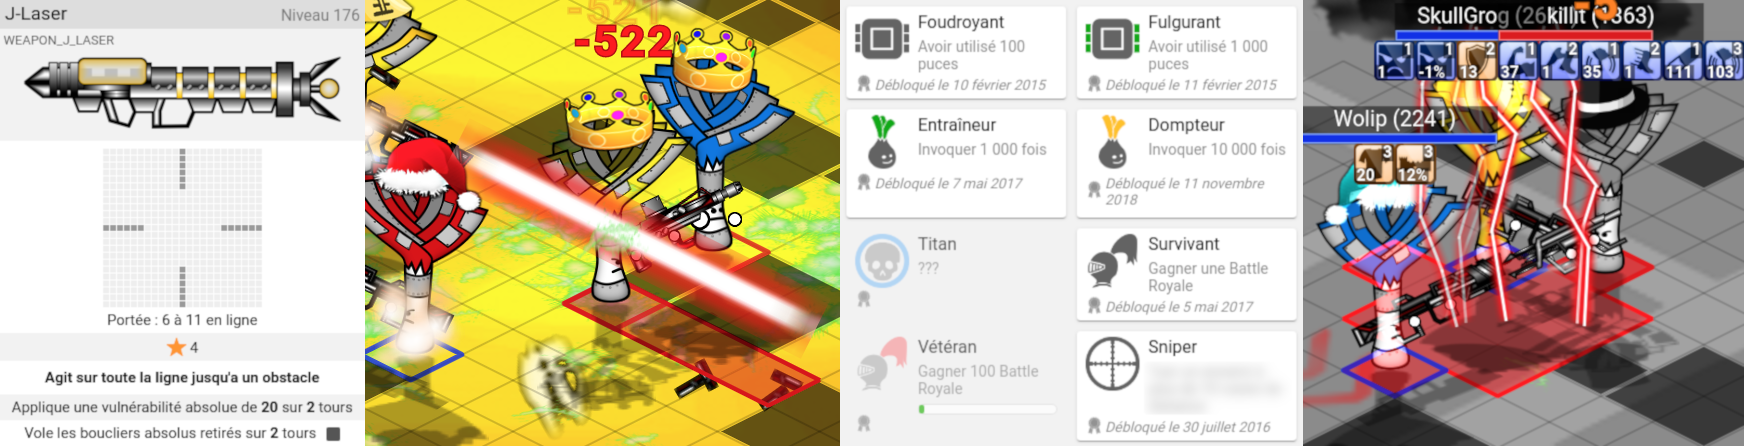 J-Laser
Niveau 176
WEAPON_J_LASER
Portée : 6 à 11 en ligne
4
Agit sur toute la ligne jusqu'a un obstacle
Applique une vulnérabilité absolue de 20 sur 2 tours
Vole les boucliers absolus retirés sur 2 tours
-521
-522
Foudroyant
Avoir utilisé 100
puces
Débloqué le 10 février 2015
Fulgurant
Avoir utilisé 1 000
puces
Débloqué le 11 février 2015
Entraîneur
Invoquer 1 000 fois
Débloqué le 7 mai 2017
Dompteur
Invoquer 10 000 fois
Débloqué le 11 novembre
2018
Titan
???
Survivant
Gagner une Battle
Royale
Débloqué le 5 mai 2017
Vétéran
Gagner 100 Battle
Royale
Sniper
Débloqué le 30 juillet 2016
SkullGrog (26
killit (1363)
1 1 2 1 2 1 2 1 3
1 -1% 13 37 1 35 1 111 103
Wolip (2241)
3 3
20 12%